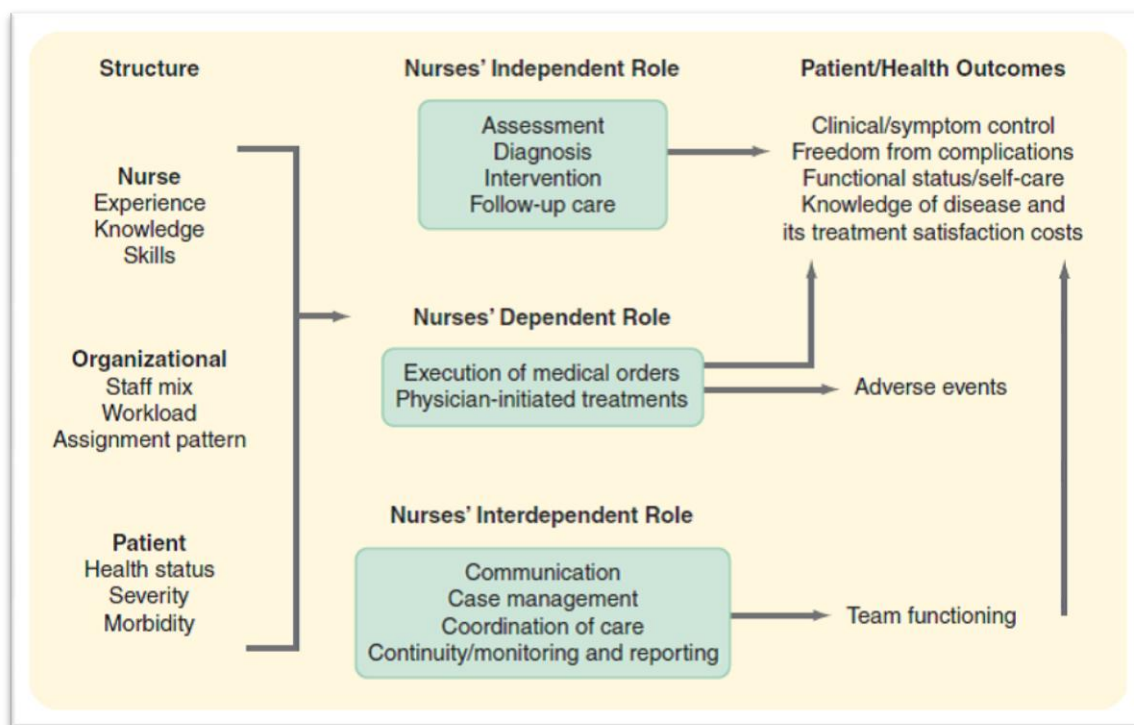 Structure
Nurse
Experience
Knowledge
Skills
Organizational
Staff mix
Workload
Assignment pattern
Patient
Health status
Severity
Morbidity
Nurses’ Independent Role
Assessment
Diagnosis
Intervention
Follow-up care
Nurses’ Dependent Role
Execution of medical orders
Physician-initiated treatments
Nurses’ Interdependent Role
Communication
Case management
Coordination of care
Continuity/monitoring and reporting
Patient/Health Outcomes
Clinical/symptom control
Freedom from complications
Functional status/self-care
Knowledge of disease and
its treatment satisfaction costs
Adverse events
Team functioning